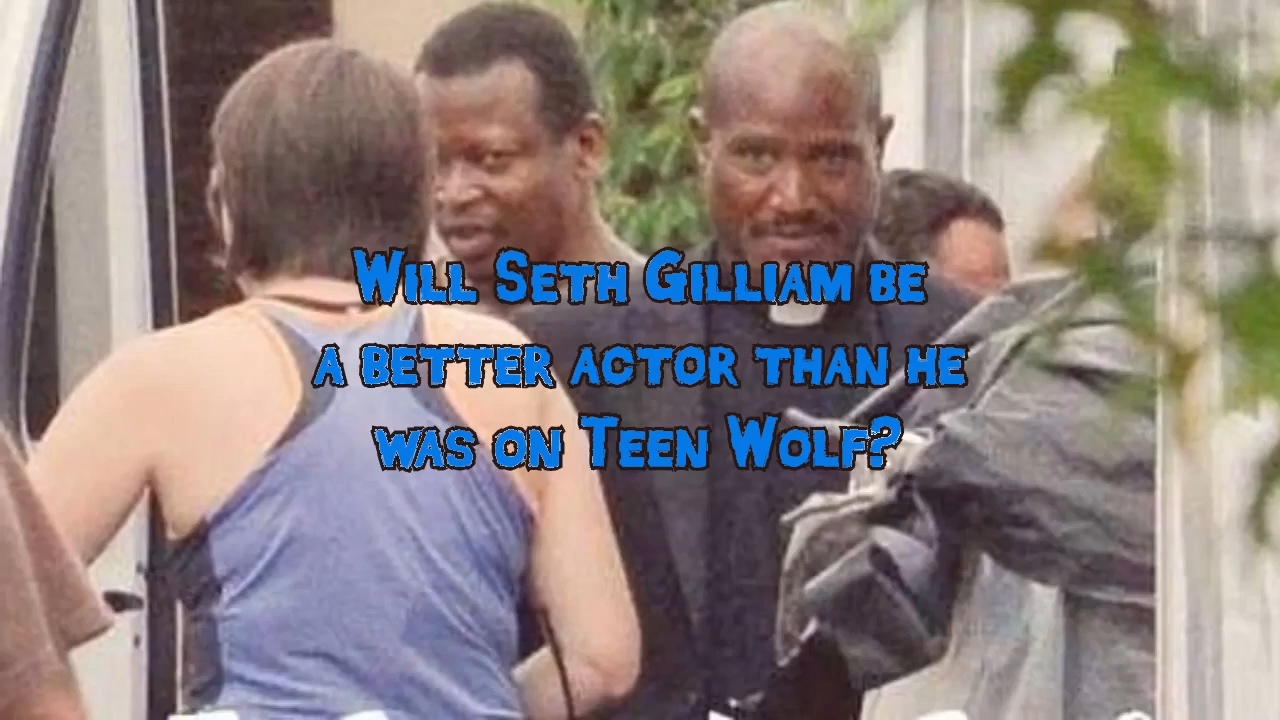 Will Seth Gilliam be
a better actor than he
was on Teen Wolf?